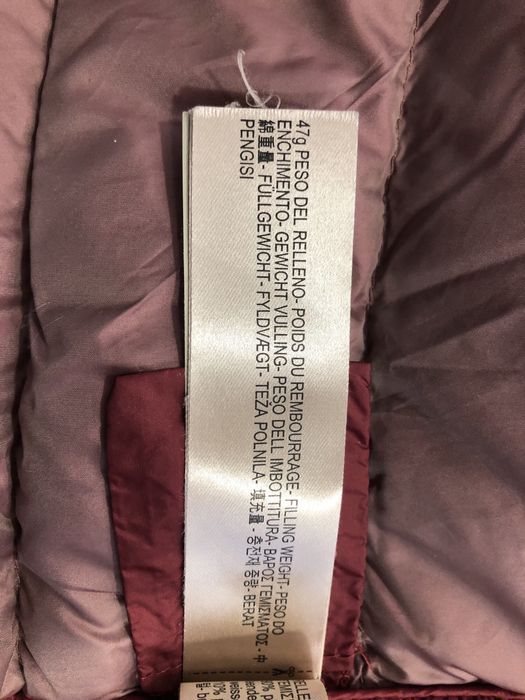 47g PESO DEL RELLENO- POIDS DU REMBOURRAGE- FILLING WEIGHT- PESO DO
ENCHIMENTO- GEWICHT VULLING- PESO DELL IMBOTTITURA- ΒΑΡΟΣ ΓΕΜΙΣΜΑΤΟΣ - 中
綿重量 - FÜLLGEWICHT- FYLDVÆGT- TEŽA POLNILA- 填充量 - 충전재 중량- BERAT
PENGISI